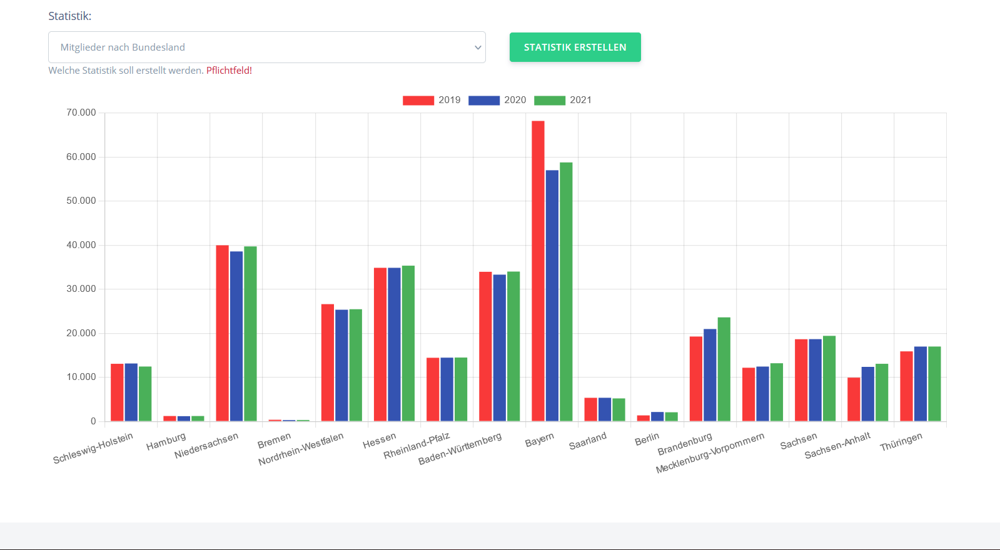 Statistik:
Mitglieder nach Bundesland
STATISTIK ERSTELLEN
Welche Statistik soll erstellt werden. Pflichtfeld!
2019 2020 2021
70.000
60.000
50.000
40.000
30.000
20.000
10.000
0
Schleswig-Holstein
Hamburg
Niedersachsen
Bremen
Nordrhein-Westfalen
Hessen
Rheinland-Pfalz
Baden-Württemberg
Bayern
Saarland
Berlin
Brandenburg
Mecklenburg-Vorpommern
Sachsen
Sachsen-Anhalt
Thüringen